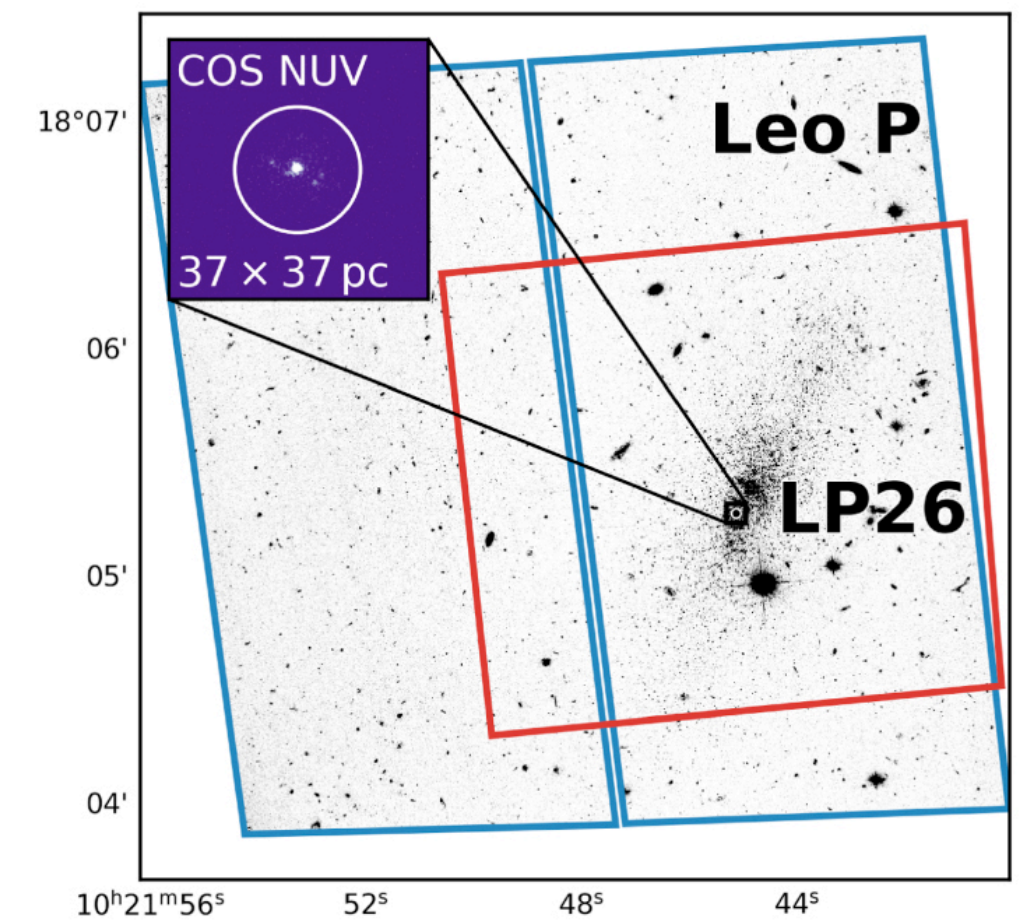 COS NUV
37 × 37 pc
Leo P
LP26
18°07'
06'
05'
04'
10ʰ21ᵐ56ˢ
52ˢ
48ˢ
44ˢ